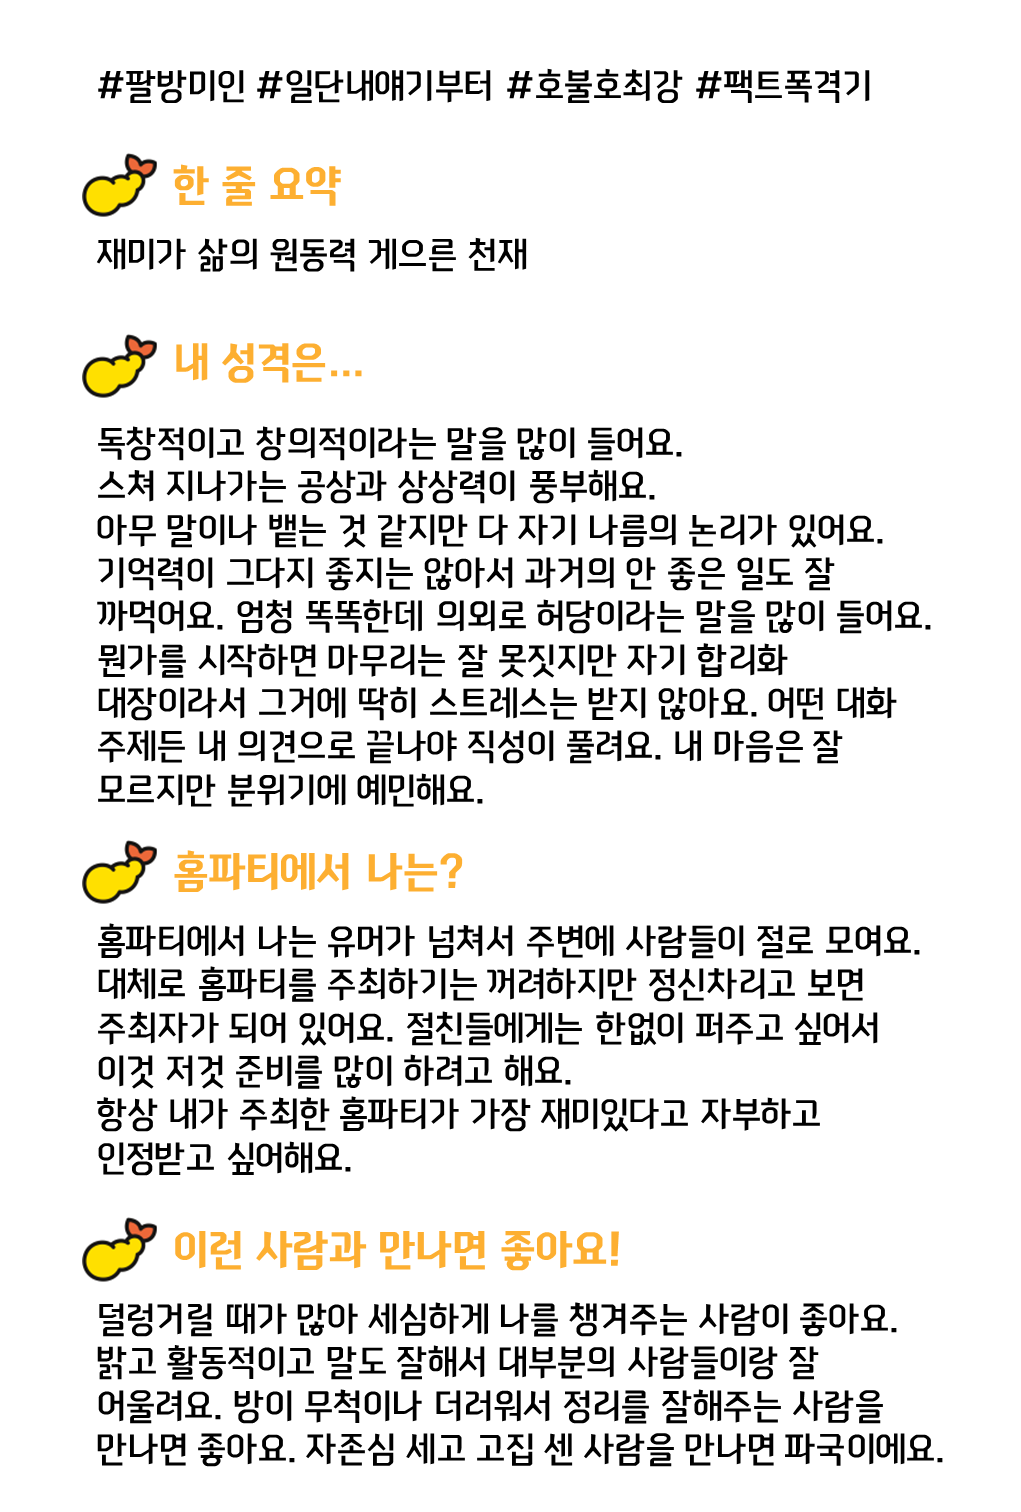 #팔방미인 #일단내얘기부터 #호불호최강 #팩트폭격기
한 줄 요약
재미가 삶의 원동력 게으른 천재
내 성격은...
독창적이고 창의적이라는 말을 많이 들어요.
스쳐 지나가는 공상과 상상력이 풍부해요.
아무 말이나 뱉는 것 같지만 다 자기 나름의 논리가 있어요.
기억력이 그다지 좋지는 않아서 과거의 안 좋은 일도 잘
까먹어요. 엄청 똑똑한데 의외로 허당이라는 말을 많이 들어요.
뭔가를 시작하면 마무리는 잘 못짓지만 자기 합리화
대장이라서 그거에 딱히 스트레스는 받지 않아요. 어떤 대화
주제든 내 의견으로 끝나야 직성이 풀려요. 내 마음은 잘
모르지만 분위기에 예민해요.
홈파티에서 나는?
홈파티에서 나는 유머가 넘쳐서 주변에 사람들이 절로 모여요.
대체로 홈파티를 주최하기는 꺼려하지만 정신차리고 보면
주최자가 되어 있어요. 절친들에게는 한없이 퍼주고 싶어서
이것 저것 준비를 많이 하려고 해요.
항상 내가 주최한 홈파티가 가장 재미있다고 자부하고
인정받고 싶어해요.
이런 사람과 만나면 좋아요!
덜렁거릴 때가 많아 세심하게 나를 챙겨주는 사람이 좋아요.
밝고 활동적이고 말도 잘해서 대부분의 사람들이랑 잘
어울려요. 방이 무척이나 더러워서 정리를 잘해주는 사람을
만나면 좋아요. 자존심 세고 고집 센 사람을 만나면 파국이에요.